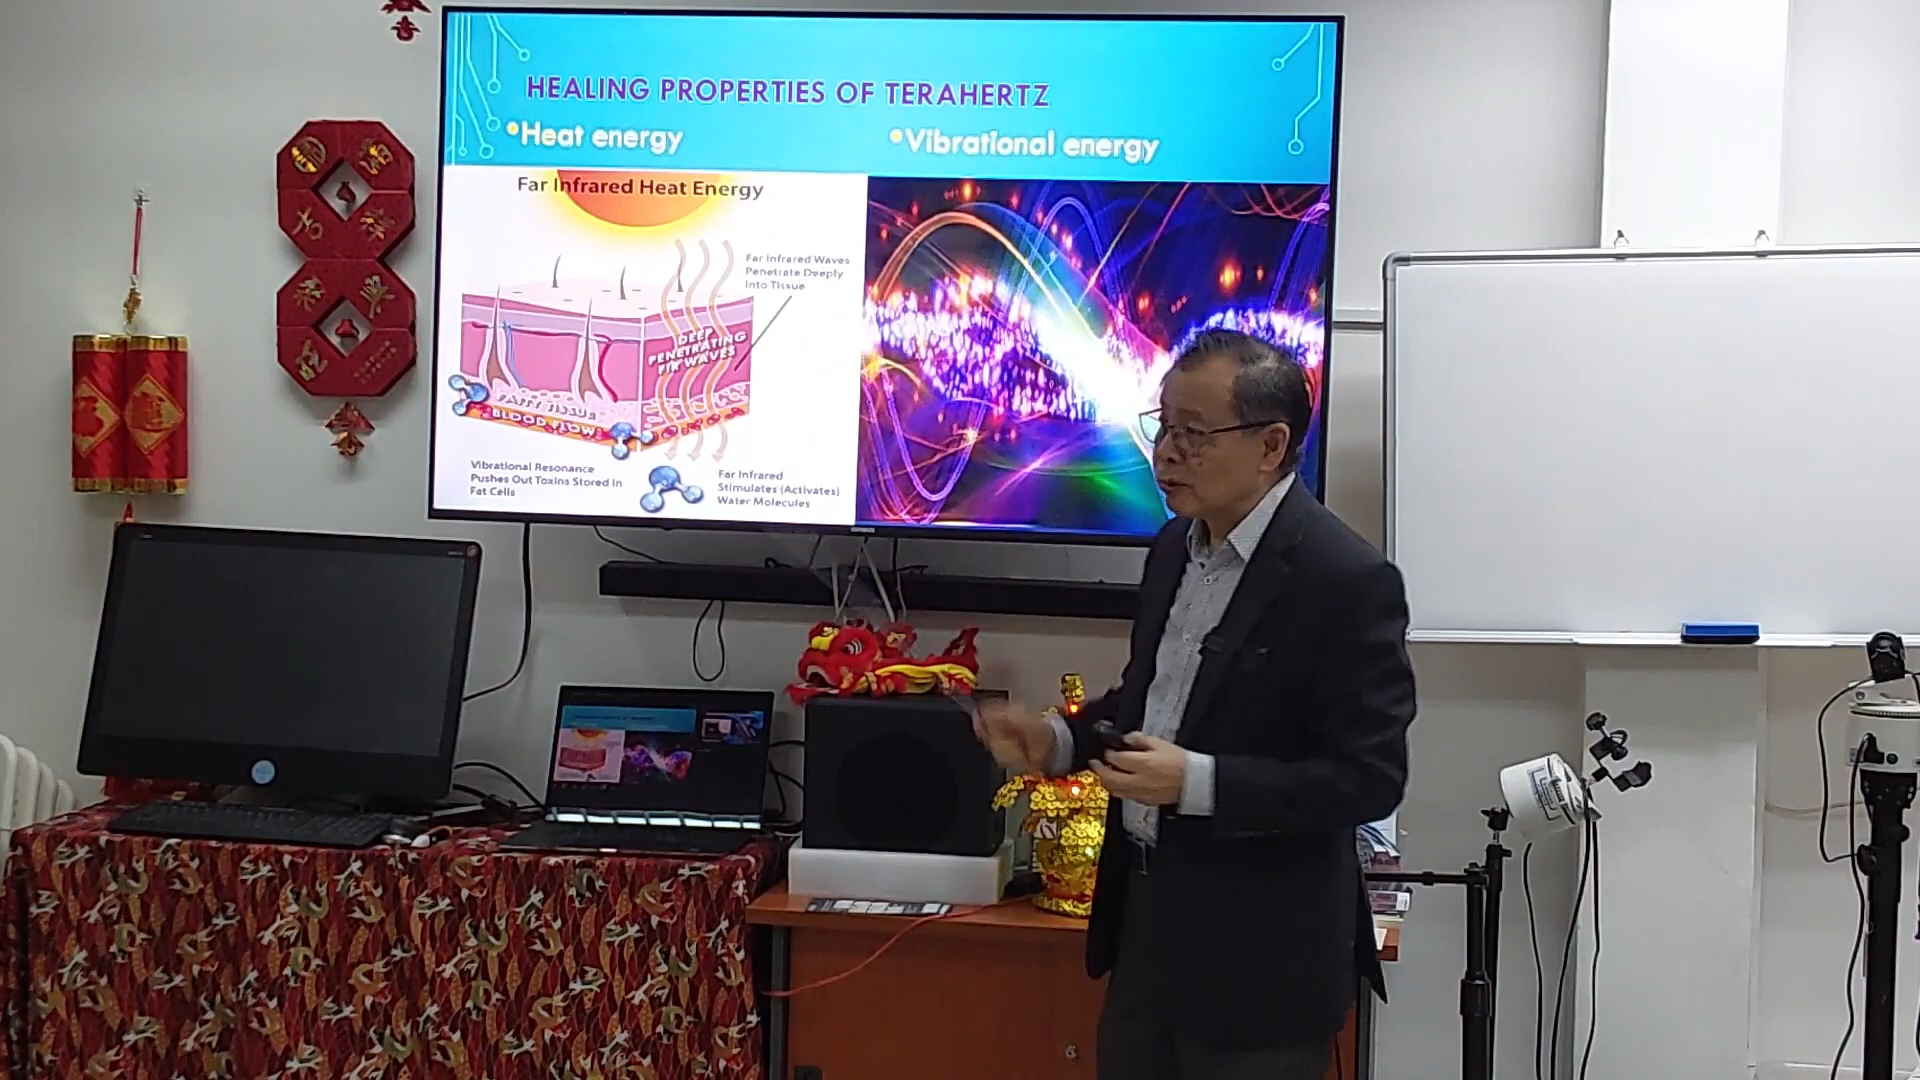 HEALING PROPERTIES OF TERAHERTZ
•Heat energy
•Vibrational energy
Far Infrared Heat Energy
Far Infrared Waves
Penetrate Deeply
Into Tissue
DEEP
PENETRATING
FIR WAVES
FATTY TISSUE
BLOOD FLOW
Vibrational Resonance
Pushes Out Toxins Stored in
Fat Cells
Far Infrared
Stimulates (Activates)
Water Molecules